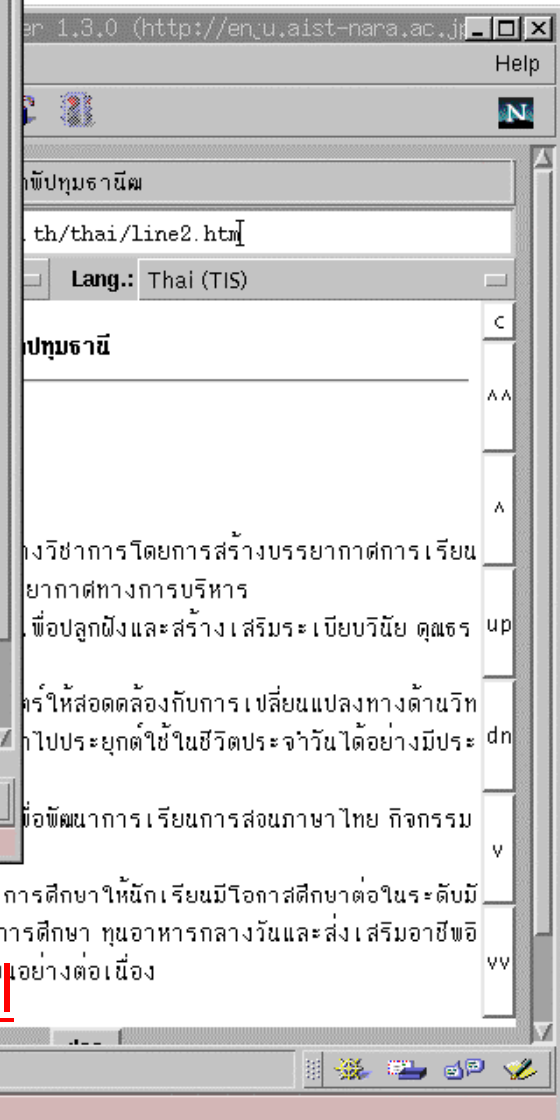 er 1.3.0 (http://enju.aist-nara.ac.jp
Help
N
.th/thai/line2.htm
Lang.: Thai (TIS)
C
ปทุมธานี
^^
^
างวิชาการโดยการสร้างบรรยากาศการเรียน
ยากาศทางการบริหาร
เพื่อปลูกฝังและสร้างเสริมระเบียบวินัย คุณธร
up
ตร์ให้สอดคล้องกับการเปลี่ยนแปลงทางด้านวิท
ำไปประยุกต์ใช้ในชีวิตประจำวันได้อย่างมีประ
dn
พื่อพัฒนาการเรียนการสอนภาษาไทย กิจกรรม
v
การศึกษาให้นักเรียนมีโอกาสศึกษาต่อในระดับมั
การศึกษา ทุนอาหารกลางวันและส่งเสริมอาชีพอิ
นอย่างต่อเนื่อง
vv